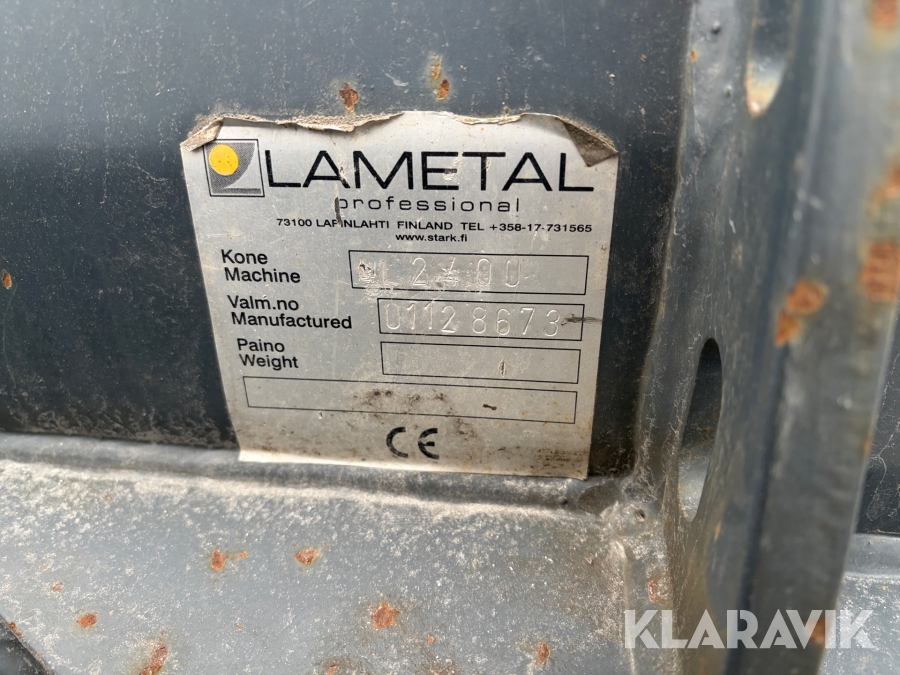 LAMETAL
professional
73100 LAPINLAHTI FINLAND TEL +358-17-731565
www.stark.fi
Kone
Machine 2400
Valm.no
Manufactured 01128673
Paino
Weight
CE
KLARAVIK